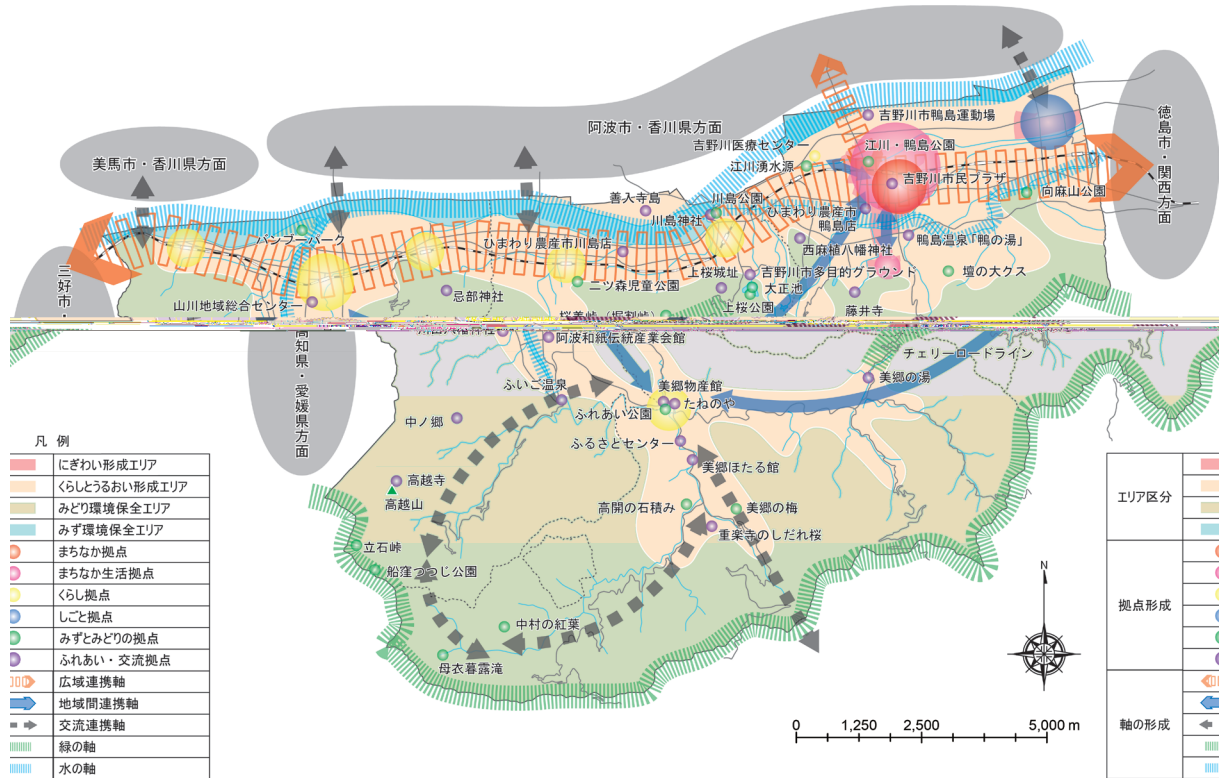 美馬市・香川県方面
阿波市・香川県方面
徳島市・関西方面
三好市・
高知県・愛媛県方面
吉野川市鴨島運動場
吉野川医療センター
江川・鴨島公園
江川湧水源
吉野川市民プラザ
向麻山公園
善入寺島
川島公園
川島神社
ひまわり農産市
鴨島店
バンブーパーク
ひまわり農産市川島店
西麻植八幡神社
鴨島温泉「鴨の湯」
上桜城址
吉野川市多目的グラウンド
壇の大クス
二ツ森児童公園
大正池
山川地域総合センター
忌部神社
上桜公園
藤井寺
阿波和紙伝統産業会館
チェリーロードライン
美郷の湯
美郷物産館
ふいご温泉
たねのや
ふれあい公園
中ノ郷
ふるさとセンター
美郷ほたる館
高越寺
高越山
高開の石積み
美郷の梅
重楽寺のしだれ桜
立石峠
船窪つつじ公園
中村の紅葉
母衣暮露滝
凡 例
にぎわい形成エリア
くらしとうるおい形成エリア
みどり環境保全エリア
みず環境保全エリア
まちなか拠点
まちなか生活拠点
くらし拠点
しごと拠点
みずとみどりの拠点
ふれあい・交流拠点
広域連携軸
地域間連携軸
交流連携軸
緑の軸
水の軸
エリア区分
拠点形成
軸の形成
N
0 1,250 2,500 5,000 m